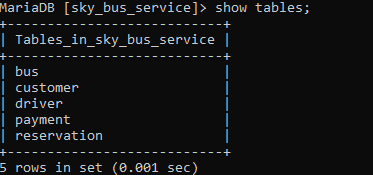 MariaDB [sky_bus_service]> show tables;
+---------------------------+
| Tables_in_sky_bus_service |
+---------------------------+
| bus                       |
| customer                  |
| driver                    |
| payment                   |
| reservation               |
+---------------------------+
5 rows in set (0.001 sec)